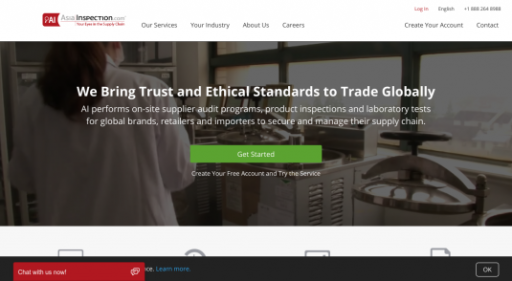 Log In English +1 888 264 8988
AI AsiaInspection.com
Your Eyes in the Supply Chain
Our Services Your Industry About Us Careers Create Your Account Contact
We Bring Trust and Ethical Standards to Trade Globally
AI performs on-site supplier audit programs, product inspections and laboratory tests
for global brands, retailers and importers to secure and manage their supply chain.
Get Started
Create Your Free Account and Try the Service
Chat with us now! nce. Learn more. OK